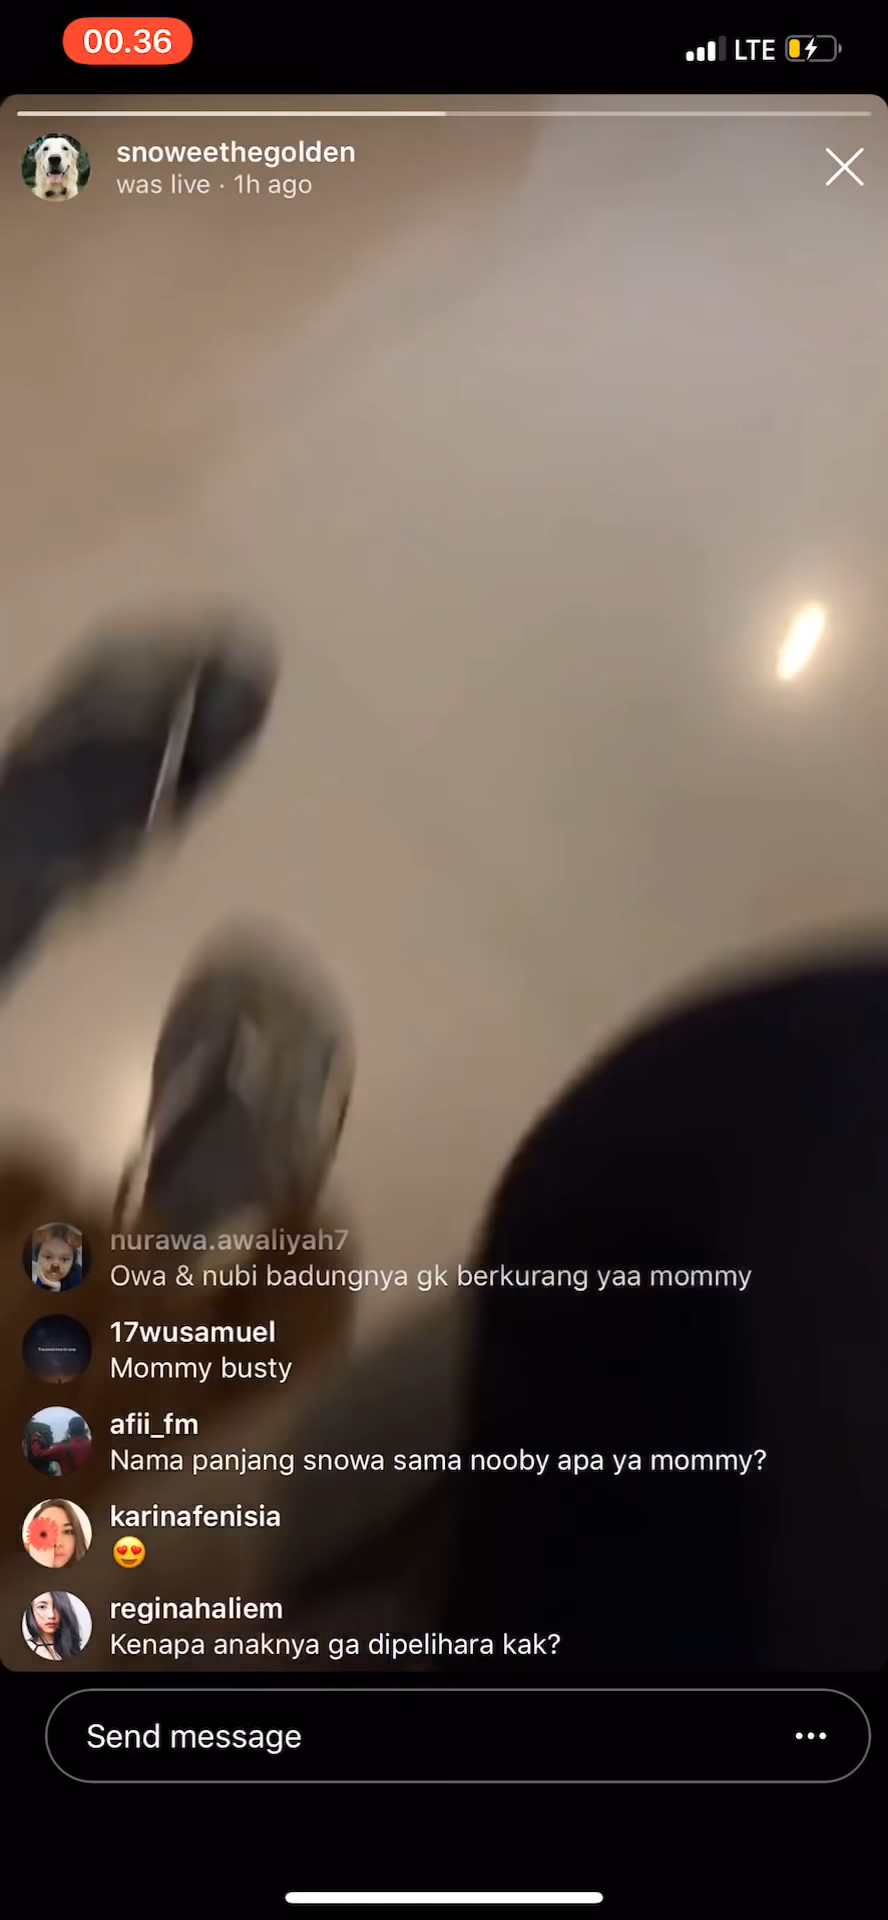 00.36
LTE
snoweethegolden
was live · 1h ago
nurawa.awaliyah7
Owa & nubi badungnya gk berkurang yaa mommy
17wusamuel
Mommy busty
afii_fm
Nama panjang snowa sama nooby apa ya mommy?
karinafenisia
😍
reginahaliem
Kenapa anaknya ga dipelihara kak?
Send message